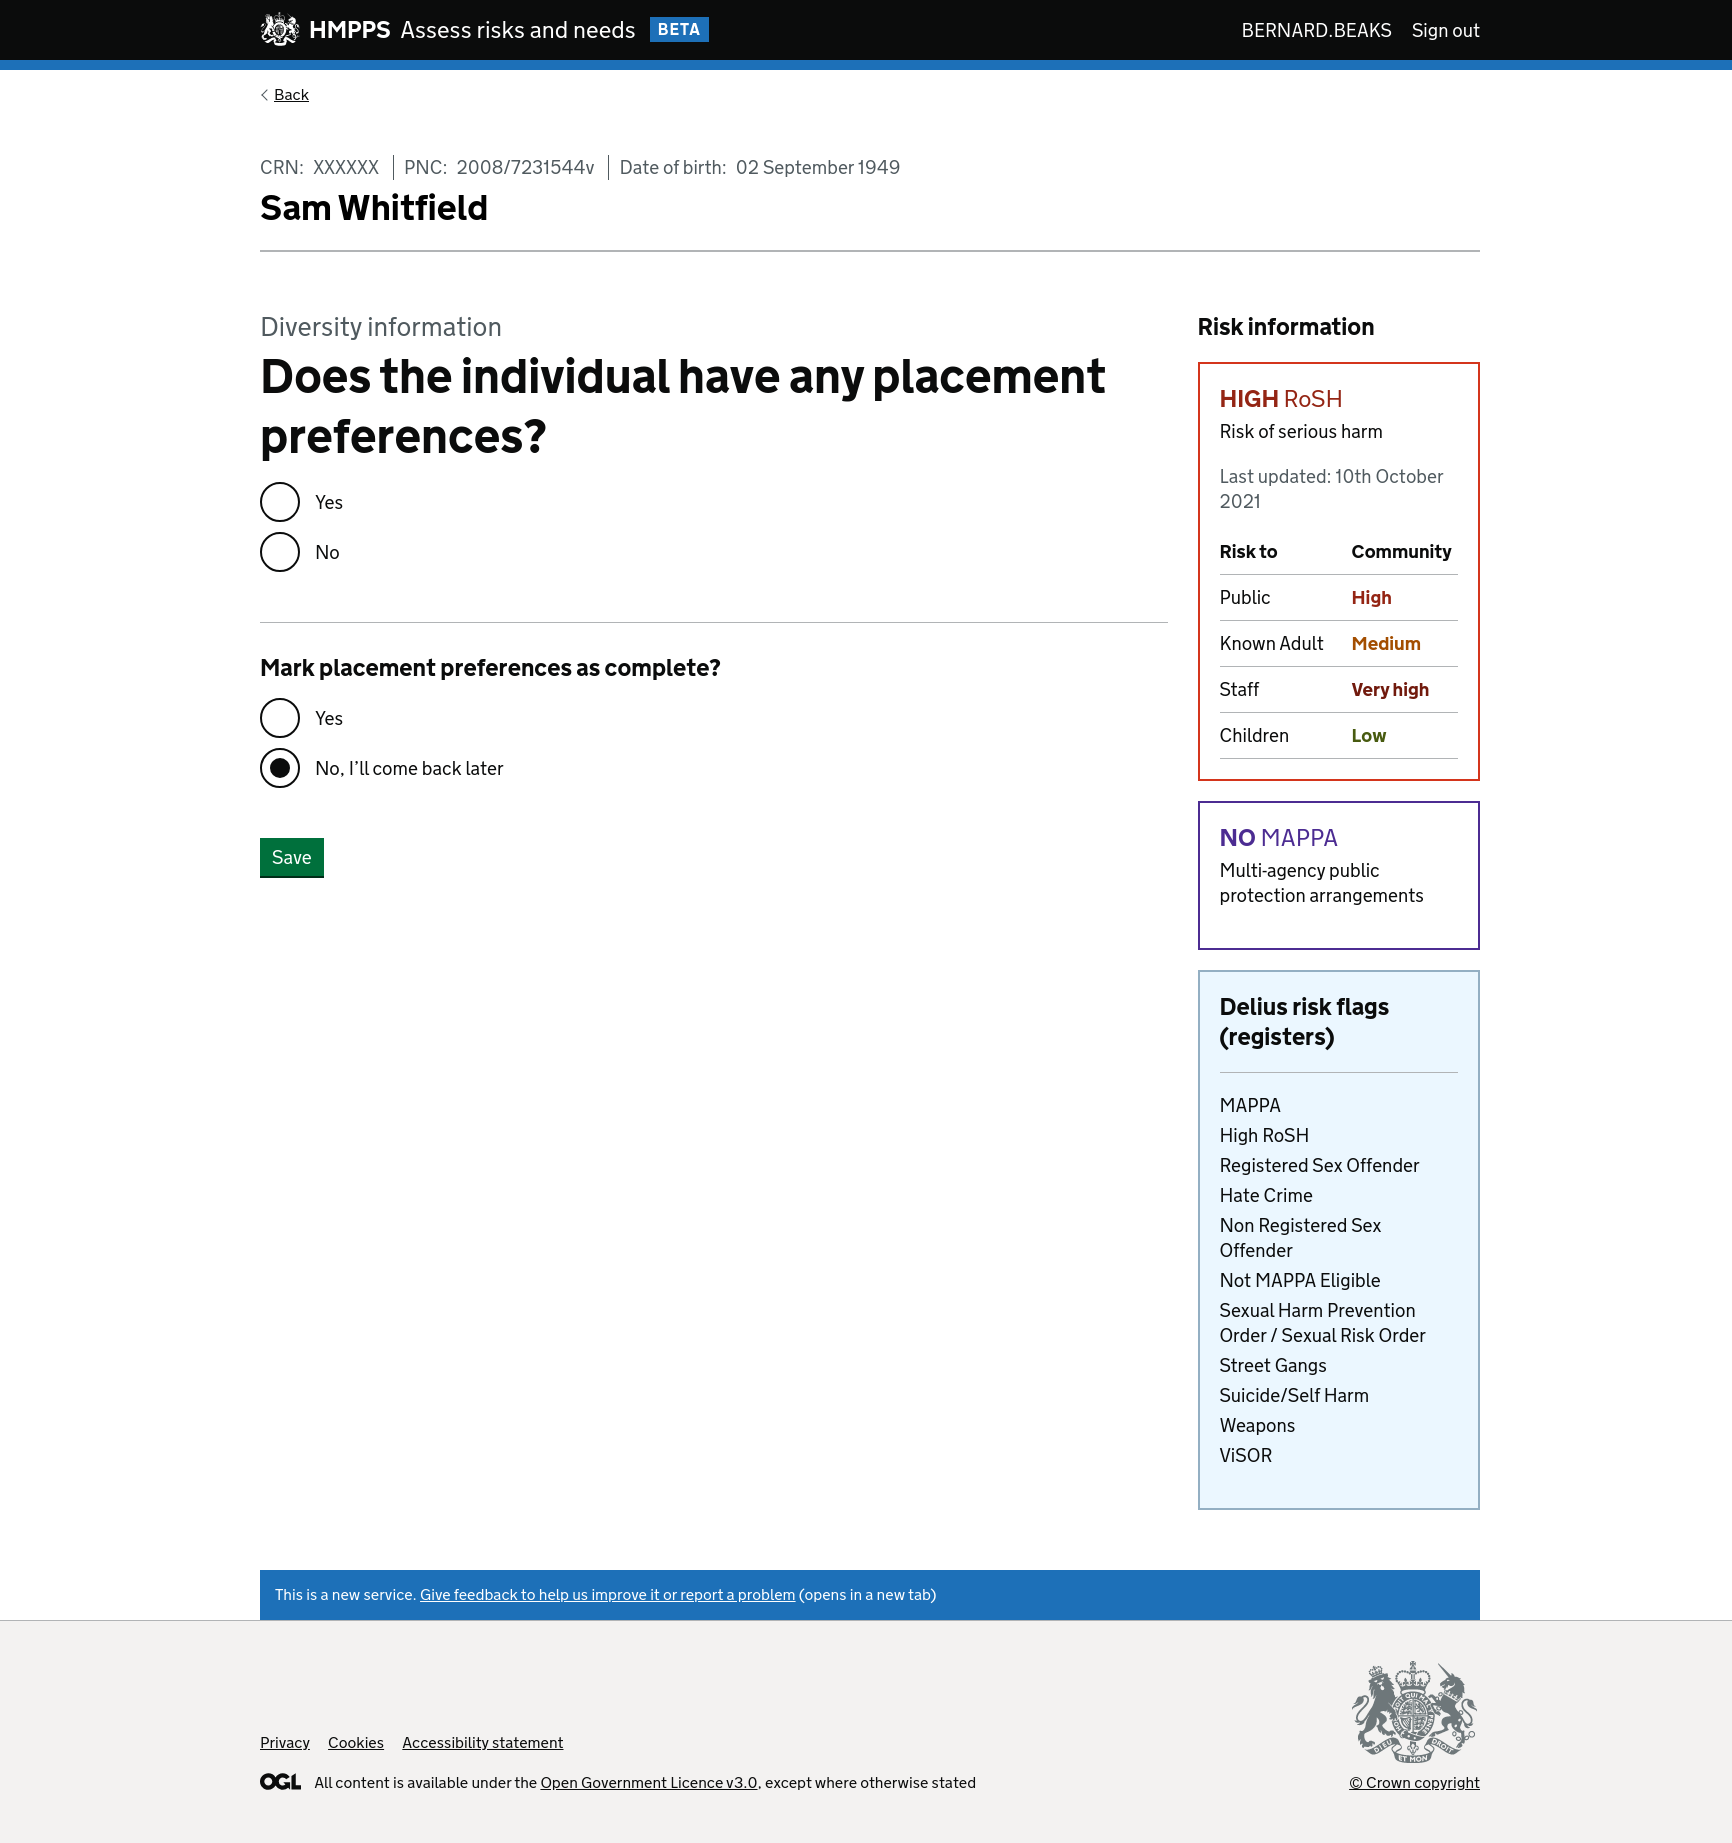 HMPPS Assess risks and needs BETA
BERNARD.BEAKS Sign out
Back
CRN: XXXXXX PNC: 2008/7231544v Date of birth: 02 September 1949
Sam Whitfield
Diversity information
Does the individual have any placement
preferences?
Yes
No
Mark placement preferences as complete?
Yes
No, I’ll come back later
Save
Risk information
HIGH RoSH
Risk of serious harm
Last updated: 10th October
2021
Risk to Community
Public High
Known Adult Medium
Staff Very high
Children Low
NO MAPPA
Multi-agency public
protection arrangements
Delius risk flags
(registers)
MAPPA
High RoSH
Registered Sex Offender
Hate Crime
Non Registered Sex
Offender
Not MAPPA Eligible
Sexual Harm Prevention
Order / Sexual Risk Order
Street Gangs
Suicide/Self Harm
Weapons
ViSOR
This is a new service. Give feedback to help us improve it or report a problem (opens in a new tab)
Privacy Cookies Accessibility statement
OGL All content is available under the Open Government Licence v3.0, except where otherwise stated
DIEU ET MON DROIT
© Crown copyright